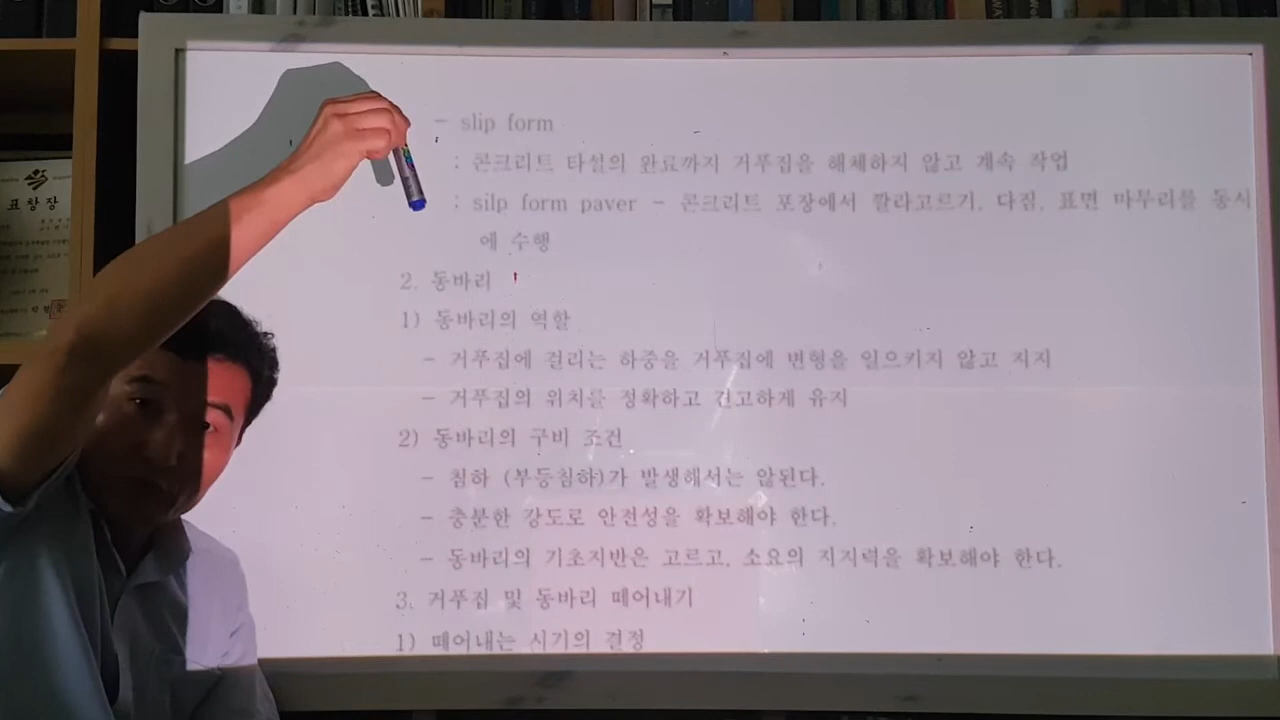 표창장
- slip form
: 콘크리트 타설의 완료까지 거푸집을 해체하지 않고 계속 작업
: silp form paver - 콘크리트 포장에서 깔라고르기, 다짐, 표면 마무리를 동시
에 수행
2. 동바리
1) 동바리의 역할
- 거푸집에 걸리는 하중을 거푸집에 변형을 일으키지 않고 지지
- 거푸집의 위치를 정확하고 견고하게 유지
2) 동바리의 구비 조건
- 침하 (부등침하)가 발생해서는 않된다.
- 충분한 강도로 안전성을 확보해야 한다.
- 동바리의 기초지반은 고르고, 소요의 지지력을 확보해야 한다.
3. 거푸집 및 동바리 떼어내기
1) 떼어내는 시기의 결정